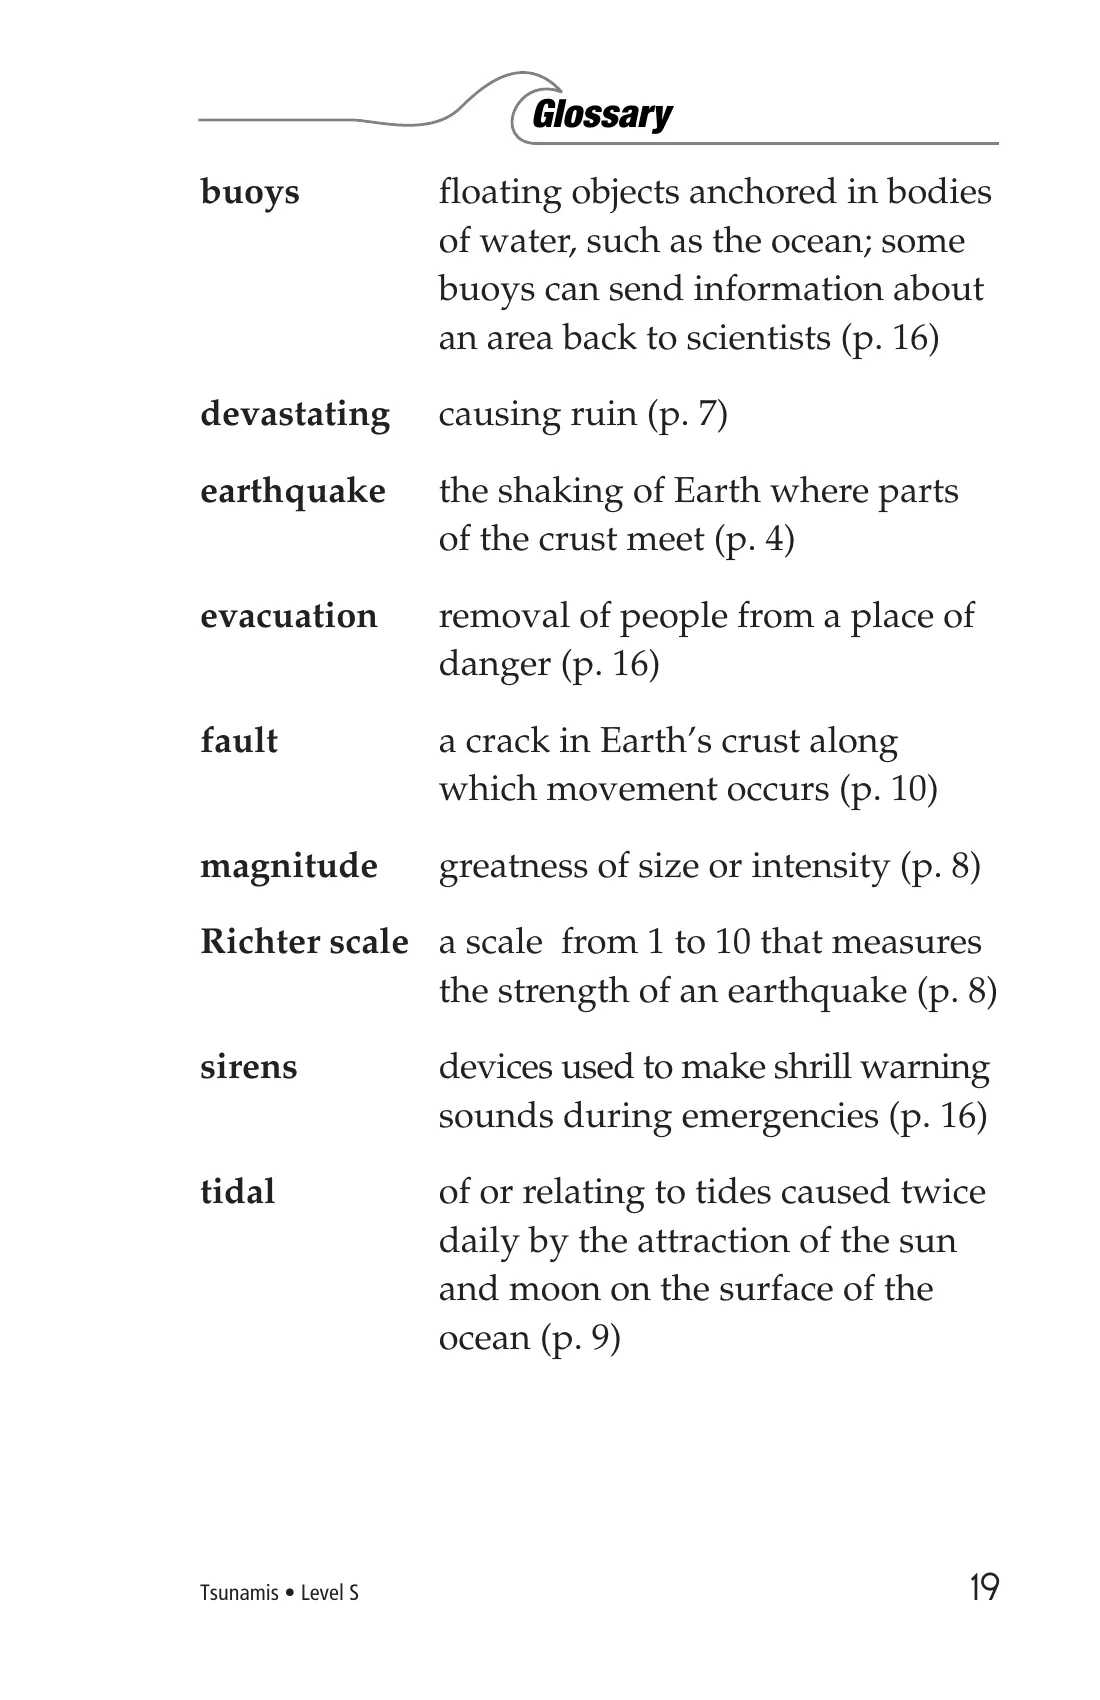 Glossary
buoys floating objects anchored in bodies
of water, such as the ocean; some
buoys can send information about
an area back to scientists (p. 16)
devastating causing ruin (p. 7)
earthquake the shaking of Earth where parts
of the crust meet (p. 4)
evacuation removal of people from a place of
danger (p. 16)
fault a crack in Earth’s crust along
which movement occurs (p. 10)
magnitude greatness of size or intensity (p. 8)
Richter scale a scale  from 1 to 10 that measures
the strength of an earthquake (p. 8)
sirens devices used to make shrill warning
sounds during emergencies (p. 16)
tidal of or relating to tides caused twice
daily by the attraction of the sun
and moon on the surface of the
ocean (p. 9)
Tsunamis • Level S 19